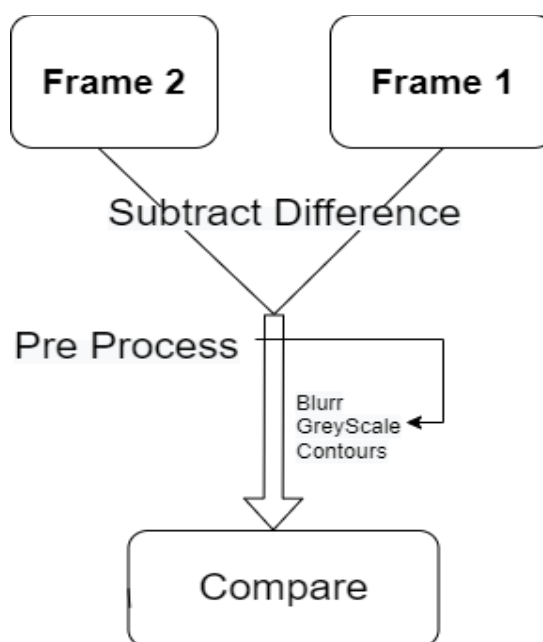 Frame 2
Frame 1
Subtract Difference
Pre Process
Blurr
GreyScale
Contours
Compare